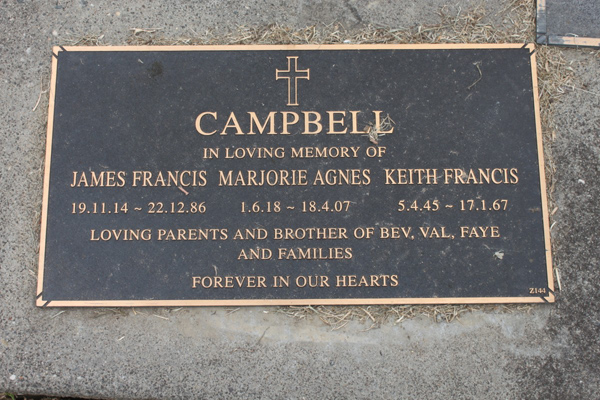 CAMPBELL
IN LOVING MEMORY OF
JAMES FRANCIS MARJORIE AGNES KEITH FRANCIS
19.11.14 ~ 22.12.86 1.6.18 ~ 18.4.07 5.4.45 ~ 17.1.67
LOVING PARENTS AND BROTHER OF BEV, VAL, FAYE
AND FAMILIES
FOREVER IN OUR HEARTS
Z144